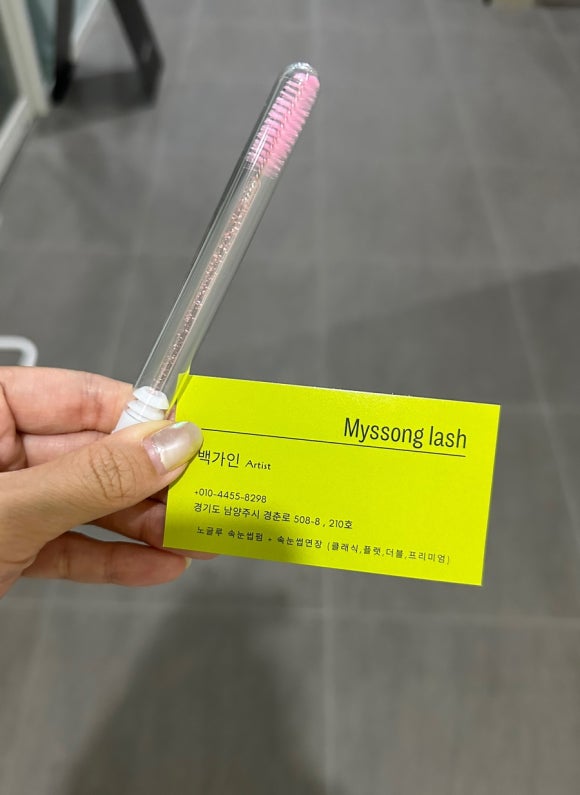 Myssong lash
백가인 Artist
+010-4455-8298
경기도 남양주시 경춘로 508-8 , 210호
노글루 속눈썹펌 + 속눈썹연장 (클래식,플랫,더블,프리미엄)